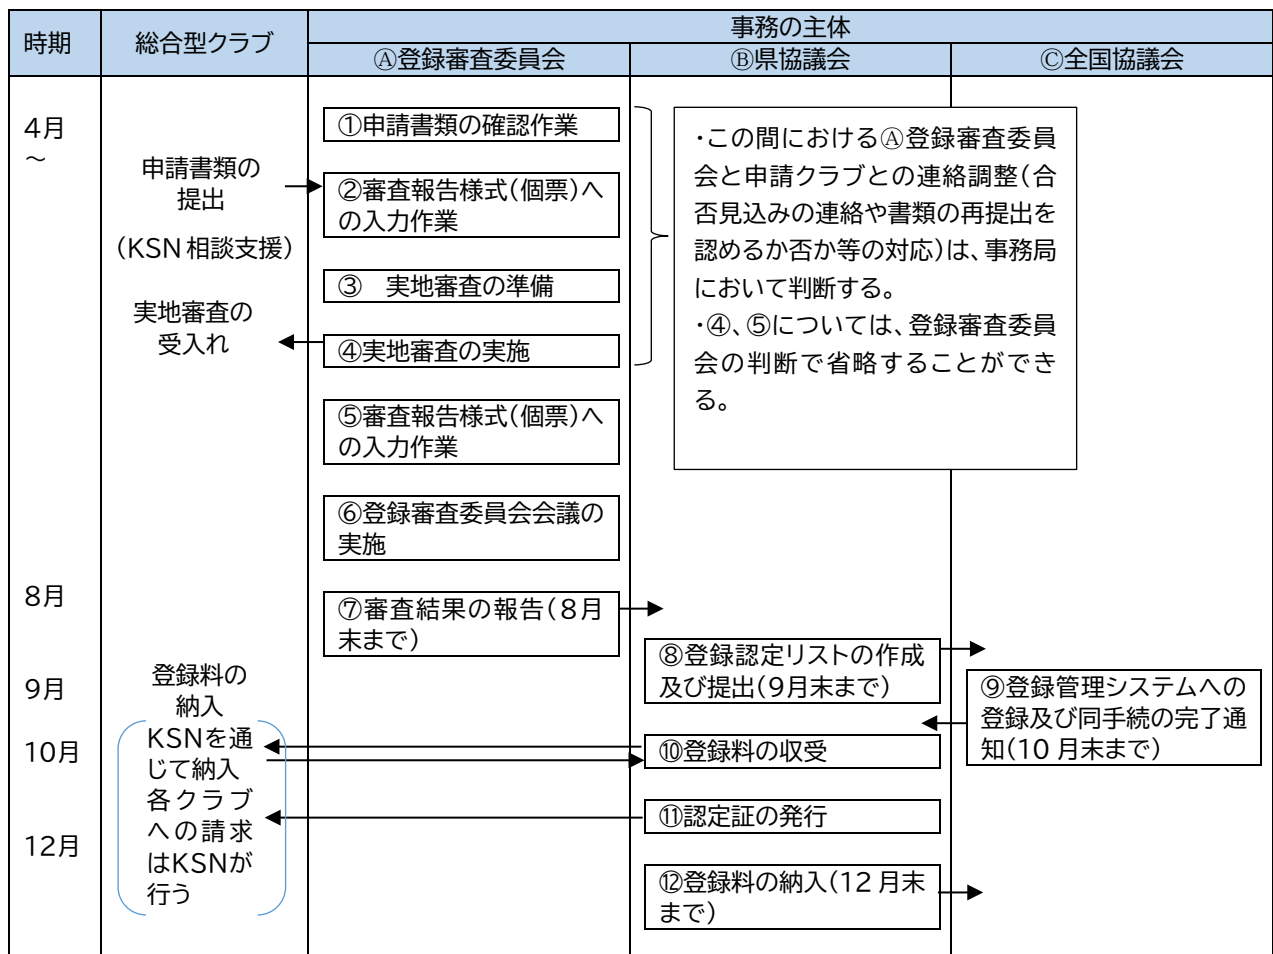 時期
総合型クラブ
事務の主体
Ⓐ登録審査委員会
Ⓑ県協議会
Ⓒ全国協議会
4月
~
申請書類の
提出
(KSN 相談支援)
実地審査の
受入れ
①申請書類の確認作業
②審査報告様式(個票)へ
の入力作業
③　実地審査の準備
④実地審査の実施
⑤審査報告様式(個票)へ
の入力作業
⑥登録審査委員会会議の
実施
・この間におけるⒶ登録審査委員
会と申請クラブとの連絡調整(合
否見込みの連絡や書類の再提出を
認めるか否か等の対応)は、事務局
において判断する。
・④、⑤については、登録審査委員
会の判断で省略することができ
る。
8月
⑦審査結果の報告(8月
末まで)
⑧登録認定リストの作成
及び提出(9月末まで)
9月
登録料の
納入
⑨登録管理システムへの
登録及び同手続の完了通
知(10 月末まで)
10月
KSNを通
じて納入
各クラブ
への請求
はKSNが
行う
⑩登録料の収受
⑪認定証の発行
12月
⑫登録料の納入(12 月末
まで)